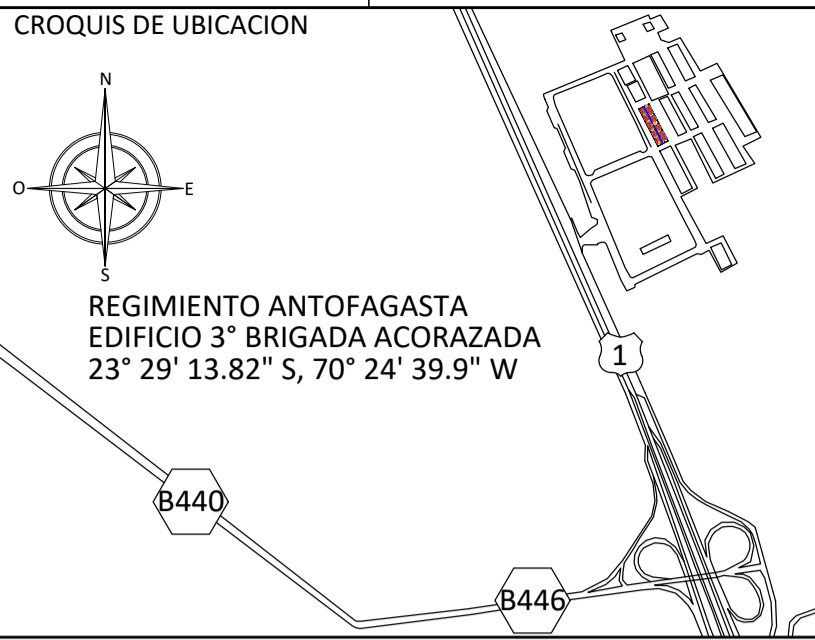 CROQUIS DE UBICACION
N
O
E
S
REGIMIENTO ANTOFAGASTA
EDIFICIO 3° BRIGADA ACORAZADA
23° 29' 13.82" S, 70° 24' 39.9" W
1
B440
B446